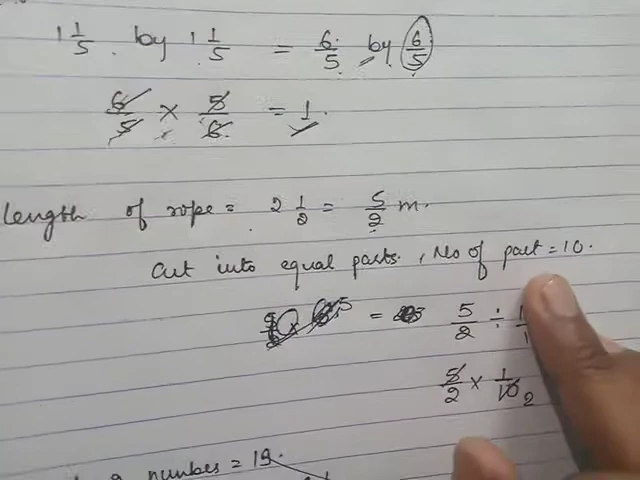 1 1/5 . by 1 1/5 = 6/5 by 6/5
6/5 × 5/6 = 1.
length of rope = 2 1/2 = 5/2 m.
Cut into equal parts. , No of part = 10.
= 5/2 ÷
5/2 × 1/10 2
numbes = 19.